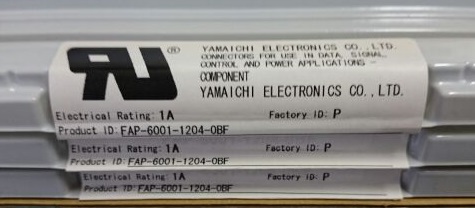 YAMAICHI ELECTRONICS CO., LTD.
CONNECTORS FOR USE IN DATA, SIGNAL,
CONTROL AND POWER APPLICATIONS -
COMPONENT
YAMAICHI ELECTRONICS CO., LTD.
Electrical Rating: 1A Factory ID: P
Product ID: FAP-6001-1204-0BF
Electrical Rating: 1A Factory ID: P
Product ID: FAP-6001-1204-0BF
Electrical Rating: 1A Factory ID: P
Product ID: FAP-6001-1204-0BF